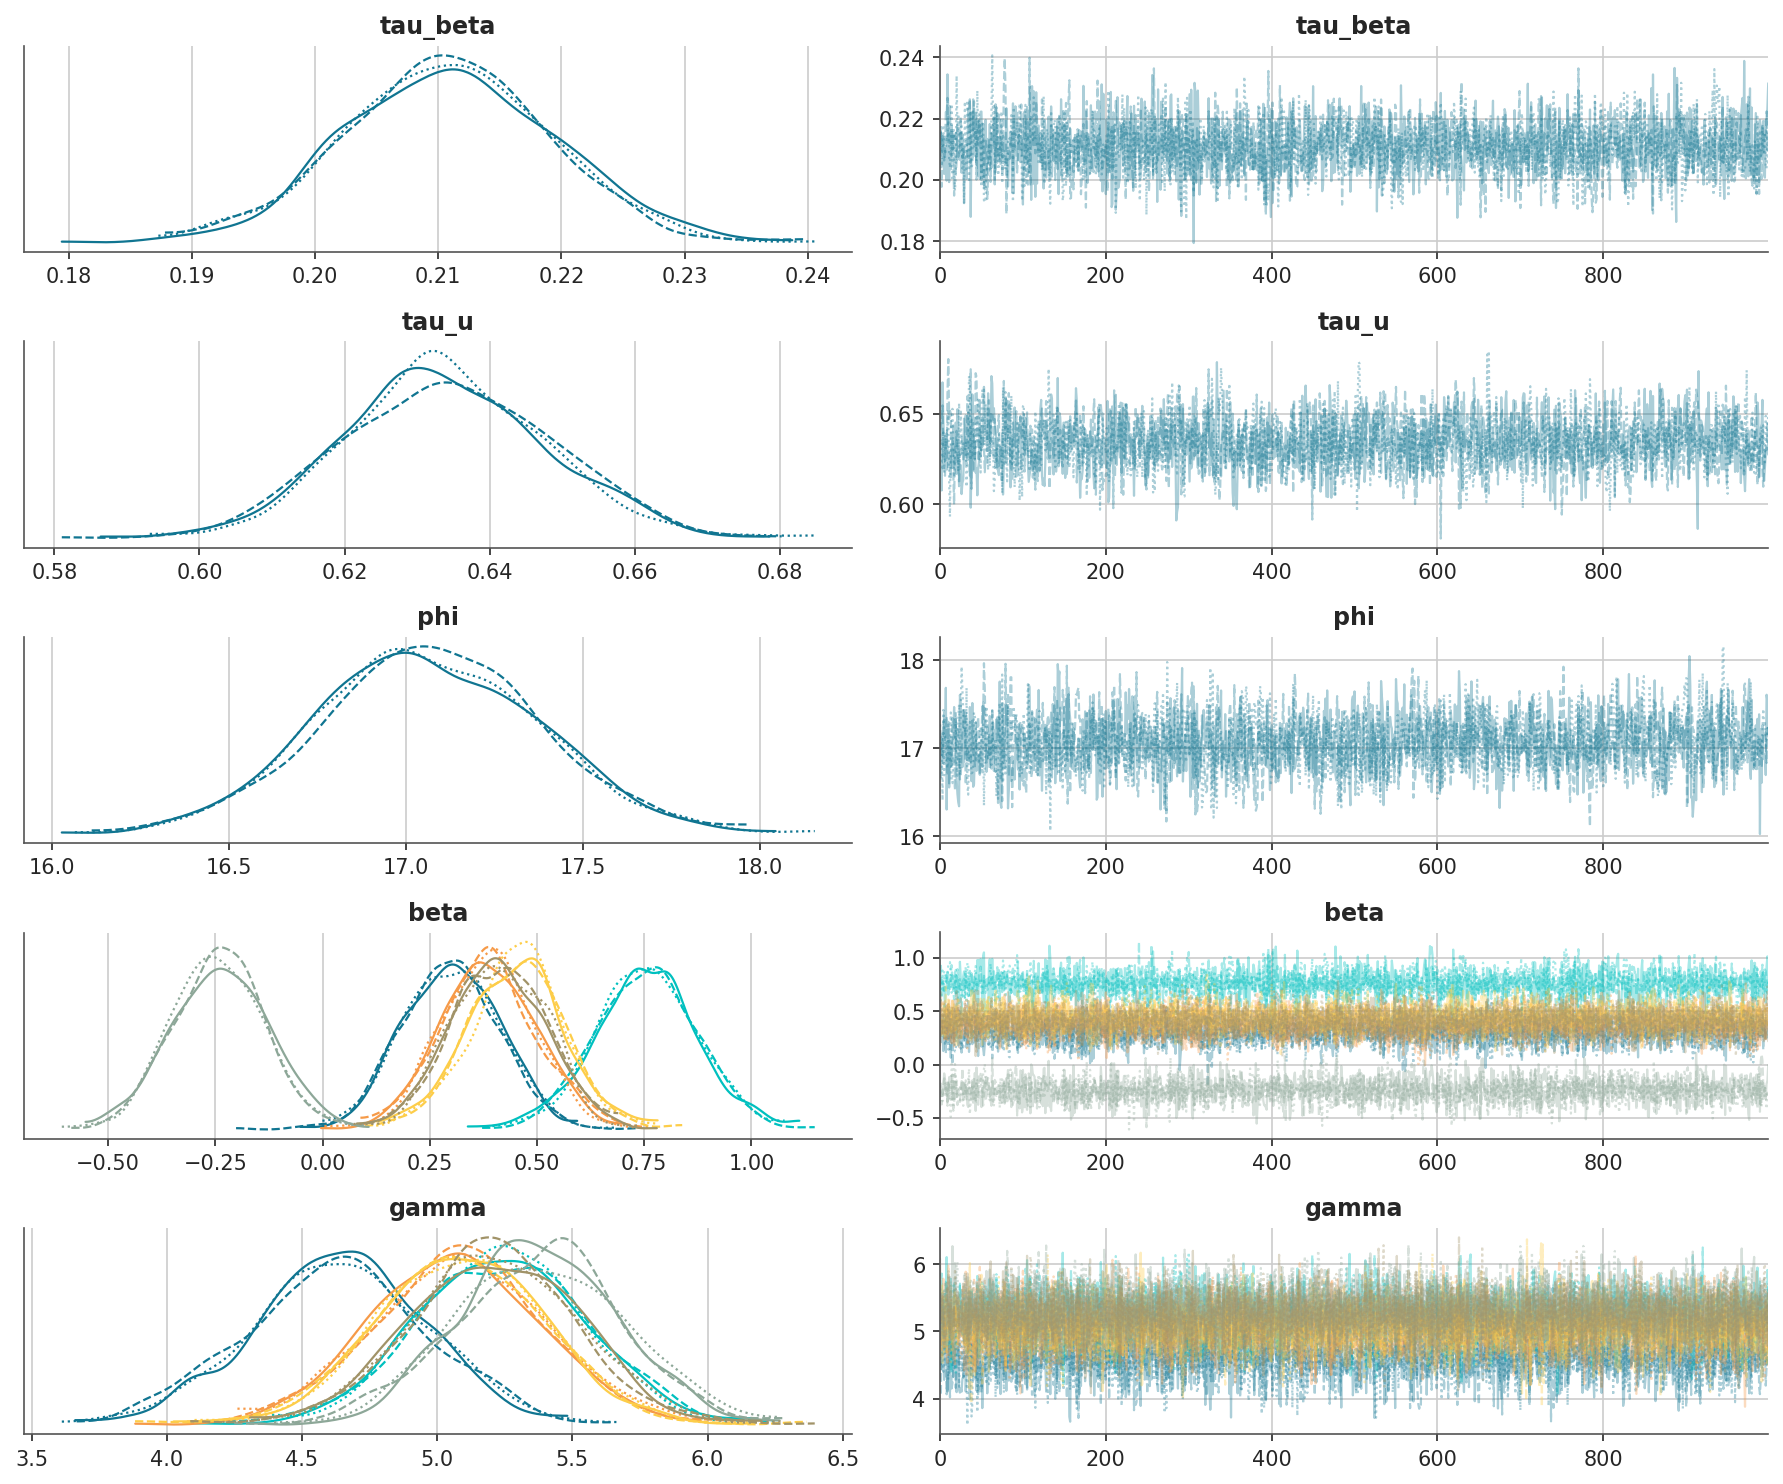 tau_beta
tau_beta
0.24
0.22
0.20
0.18
0.18 0.19 0.20 0.21 0.22 0.23 0.24
0 200 400 600 800
tau_u
tau_u
0.65
0.60
0.58 0.60 0.62 0.64 0.66 0.68
0 200 400 600 800
phi
phi
18
17
16
16.0 16.5 17.0 17.5 18.0
0 200 400 600 800
beta
beta
1.0
0.5
0.0
−0.5
−0.50 −0.25 0.00 0.25 0.50 0.75 1.00
0 200 400 600 800
gamma
gamma
6
5
4
3.5 4.0 4.5 5.0 5.5 6.0 6.5
0 200 400 600 800